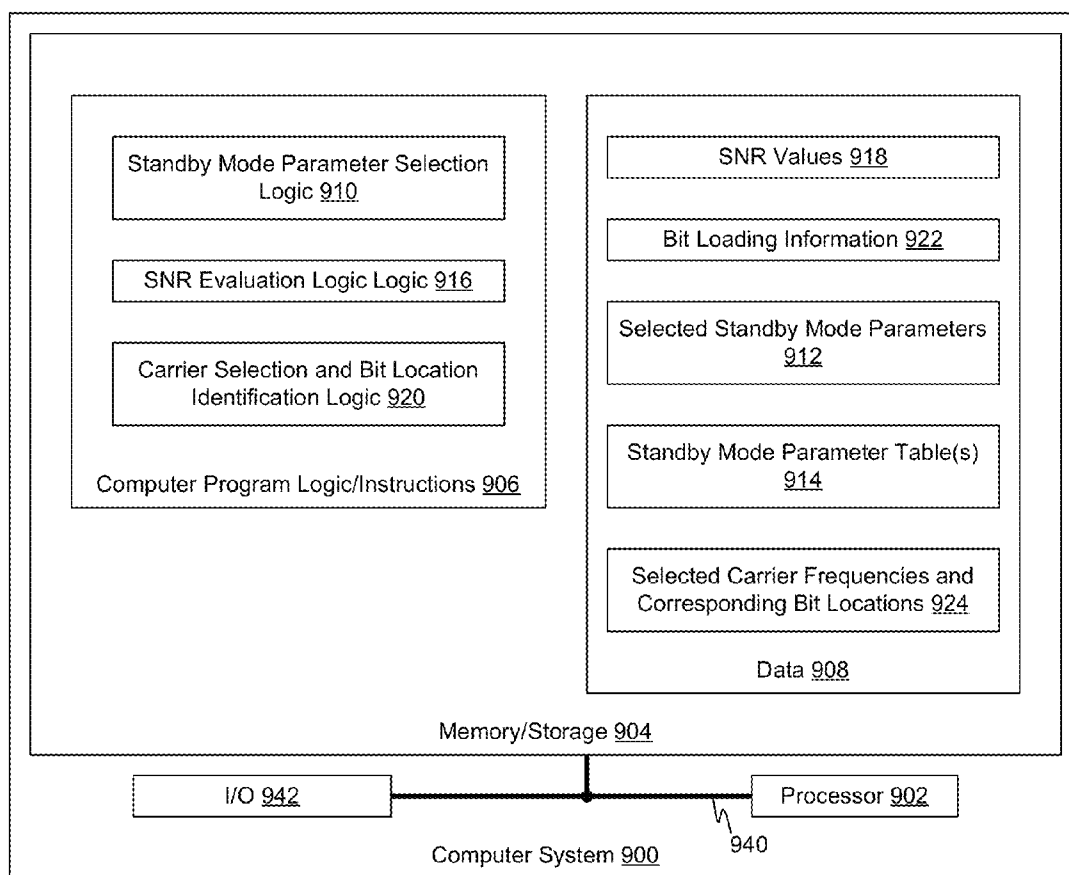 Standby Mode Parameter Selection
Logic 910
SNR Evaluation Logic Logic 916
Carrier Selection and Bit Location
Identification Logic 920
Computer Program Logic/Instructions 906
SNR Values 918
Bit Loading Information 922
Selected Standby Mode Parameters
912
Standby Mode Parameter Table(s)
914
Selected Carrier Frequencies and
Corresponding Bit Locations 924
Data 908
Memory/Storage 904
I/O 942
Processor 902
940
Computer System 900